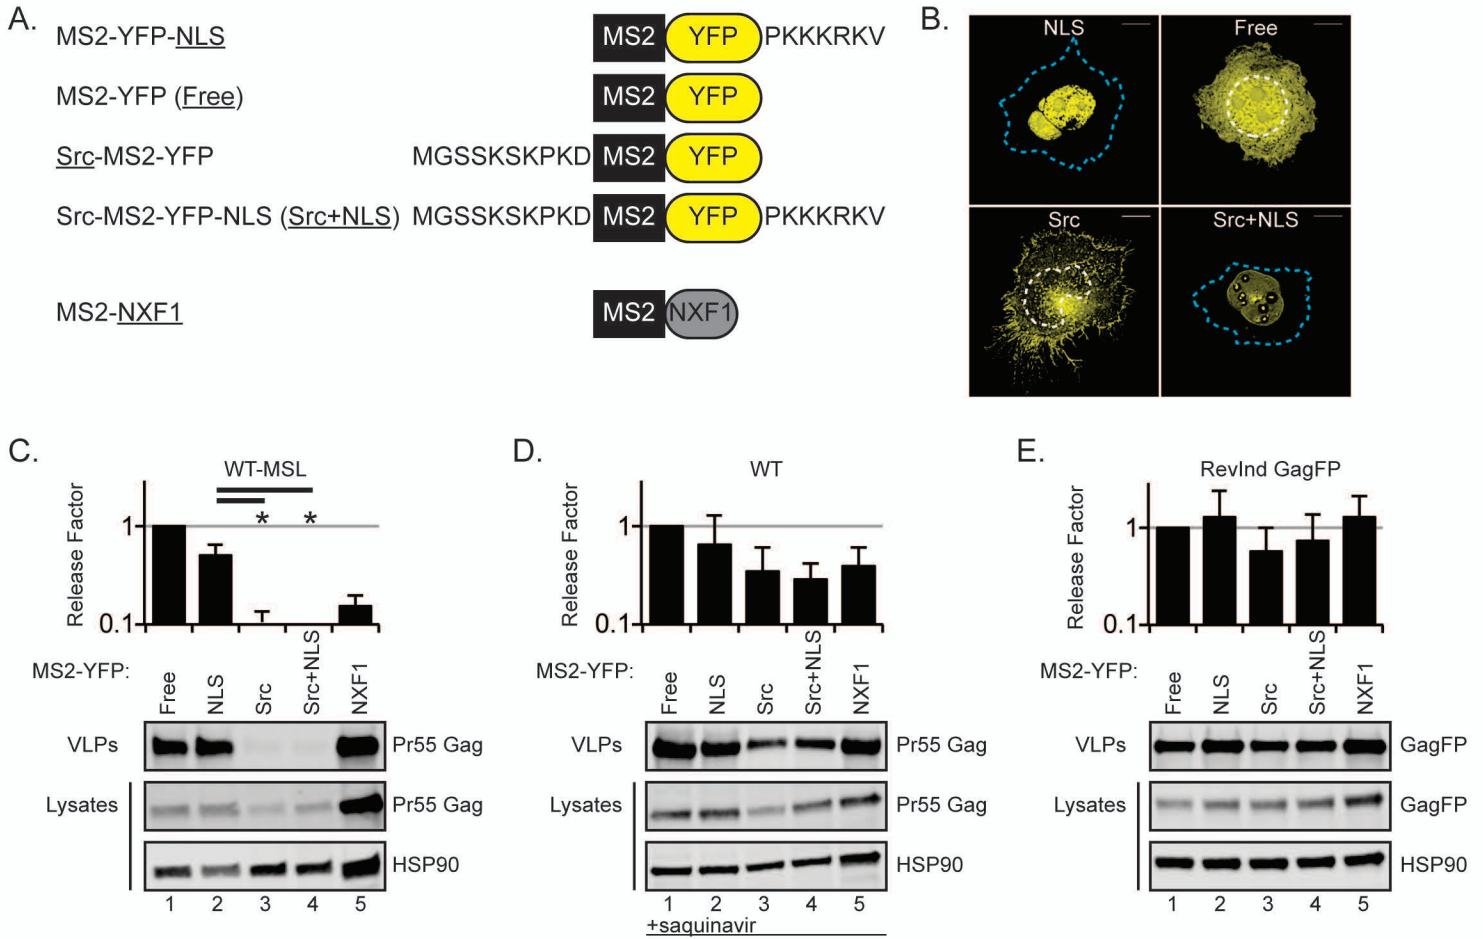 A.
MS2-YFP-NLS MS2 YFP PKKKRKV
MS2-YFP (Free) MS2 YFP
Src-MS2-YFP MGSSKSKPKD MS2 YFP
Src-MS2-YFP-NLS (Src+NLS) MGSSKSKPKD MS2 YFP PKKKRKV
MS2-NXF1 MS2 NXF1
B.
NLS Free
Src Src+NLS
C.
WT-MSL
Release Factor
1
* *
0.1
MS2-YFP:
Free NLS Src Src+NLS NXF1
VLPs Pr55 Gag
Lysates Pr55 Gag
HSP90
1 2 3 4 5
D.
WT
Release Factor
1
0.1
MS2-YFP:
Free NLS Src Src+NLS NXF1
VLPs Pr55 Gag
Lysates Pr55 Gag
HSP90
1 2 3 4 5
+saquinavir
E.
RevInd GagFP
Release Factor
1
0.1
MS2-YFP:
Free NLS Src Src+NLS NXF1
VLPs GagFP
Lysates GagFP
HSP90
1 2 3 4 5